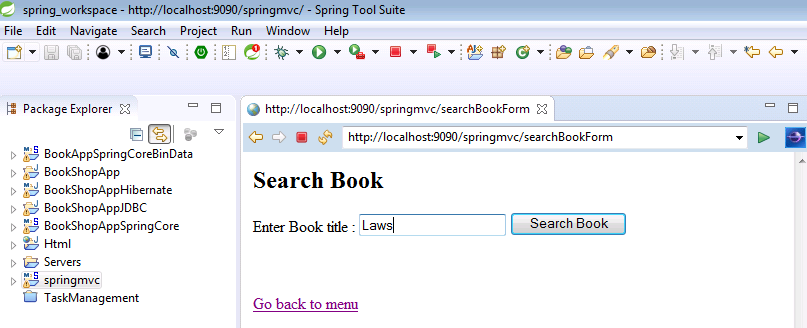 spring_workspace - http://localhost:9090/springmvc/ - Spring Tool Suite
File Edit Navigate Search Project Run Window Help
Package Explorer
BookAppSpringCoreBinData
BookShopApp
BookShopAppHibernate
BookShopAppJDBC
BookShopAppSpringCore
Html
Servers
springmvc
TaskManagement
http://localhost:9090/springmvc/searchBookForm
http://localhost:9090/springmvc/searchBookForm
Search Book
Enter Book title : Laws Search Book
Go back to menu